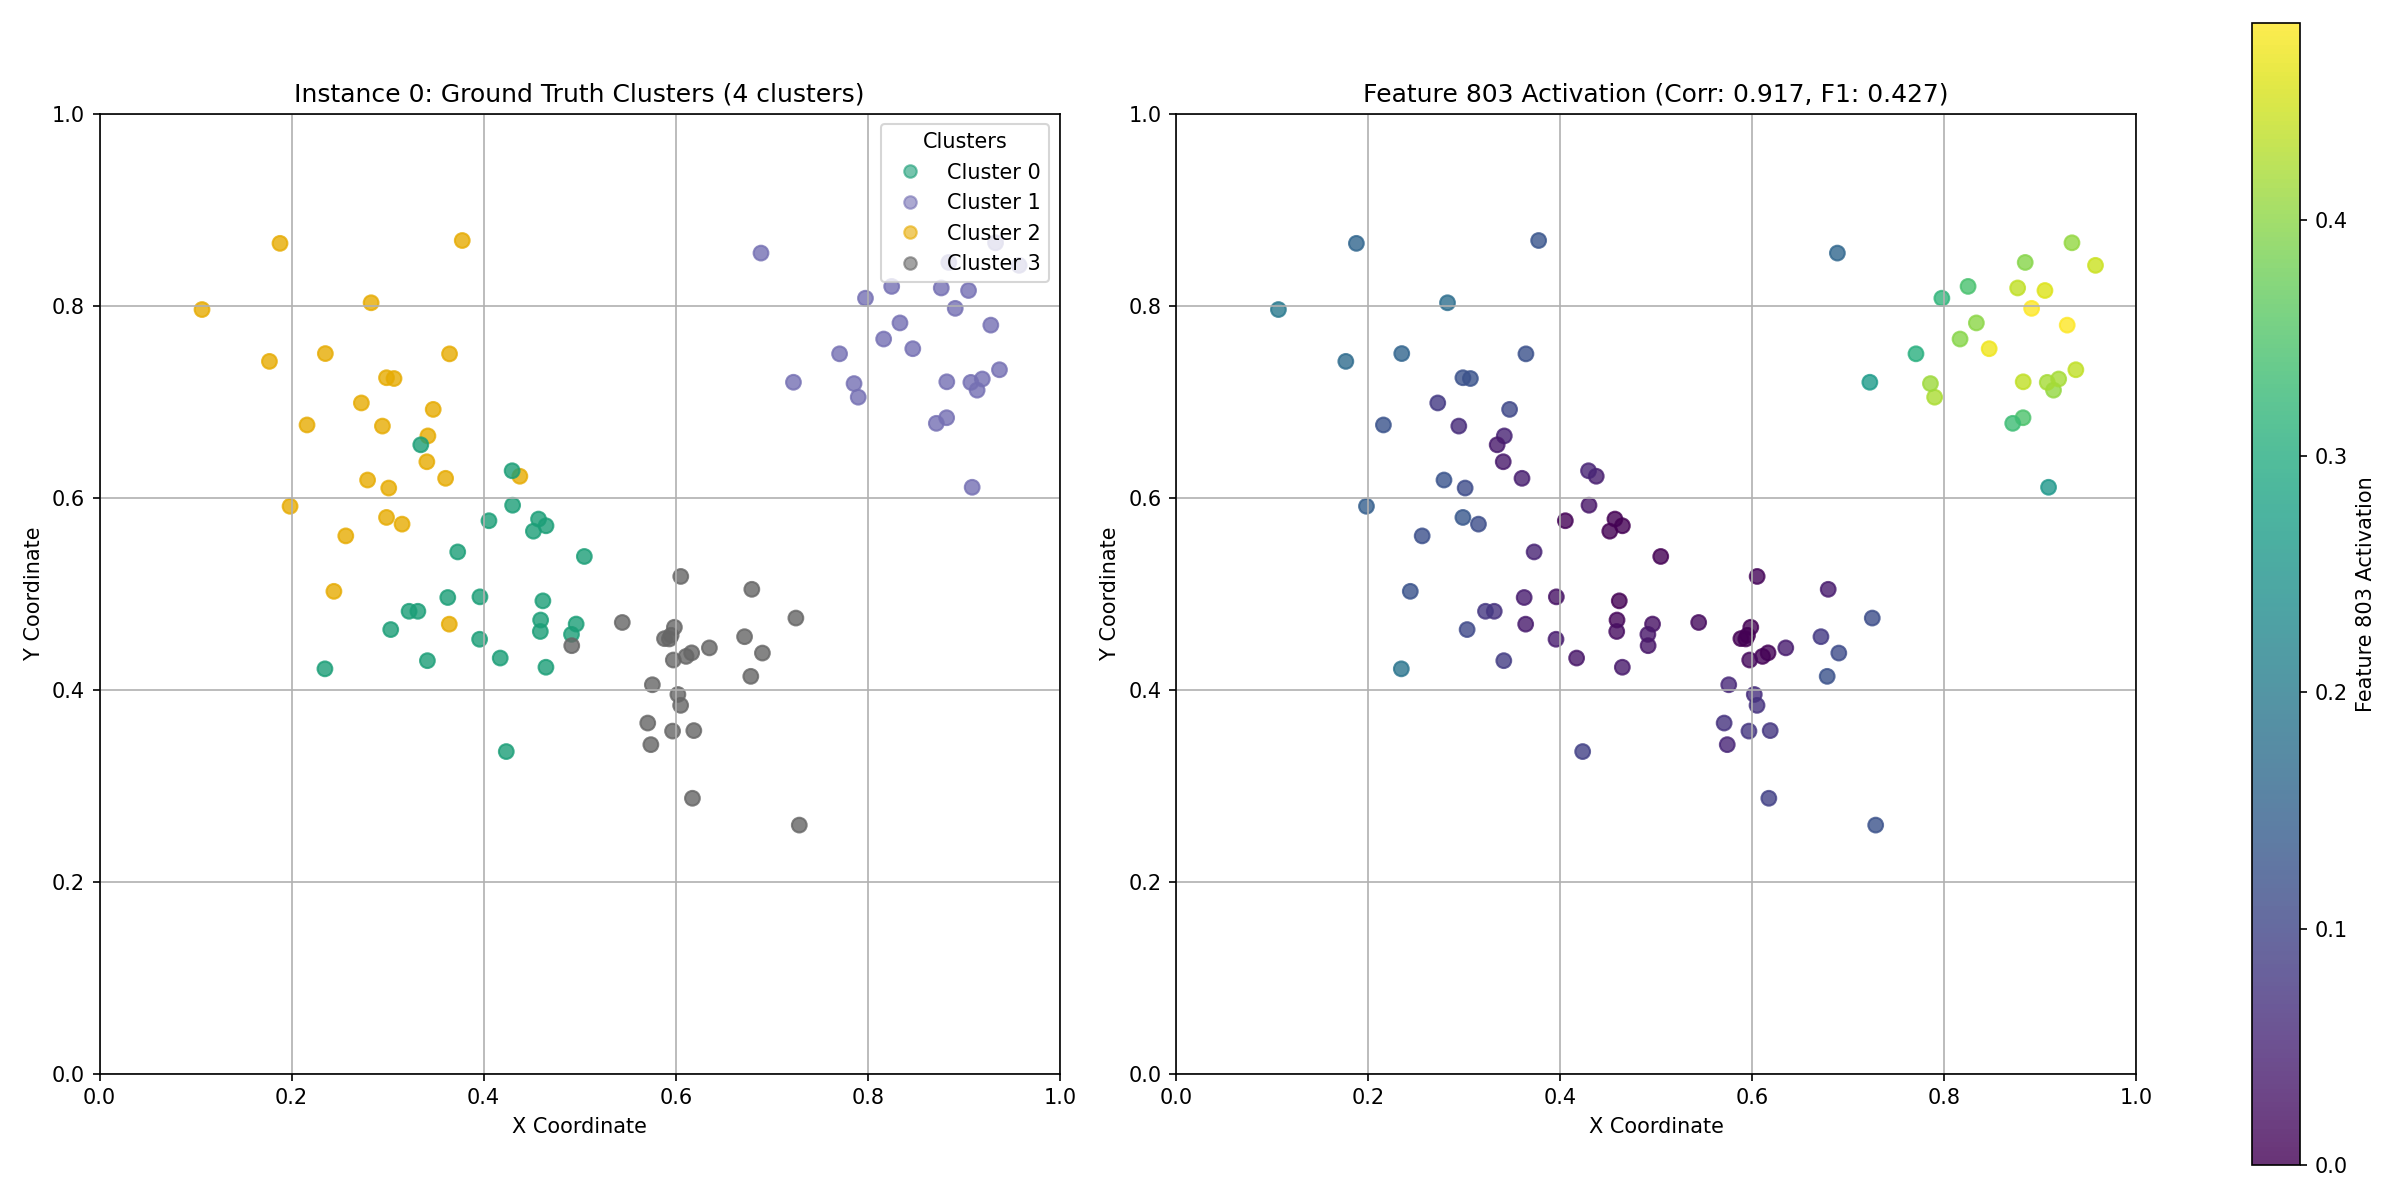 Instance 0: Ground Truth Clusters (4 clusters)
Clusters
Cluster 0
Cluster 1
Cluster 2
Cluster 3
1.0
0.8
0.6
0.4
0.2
0.0
Y Coordinate
0.0 0.2 0.4 0.6 0.8 1.0
X Coordinate
Feature 803 Activation (Corr: 0.917, F1: 0.427)
1.0
0.8
0.6
0.4
0.2
0.0
Y Coordinate
0.0 0.2 0.4 0.6 0.8 1.0
X Coordinate
0.4
0.3
0.2
0.1
0.0
Feature 803 Activation